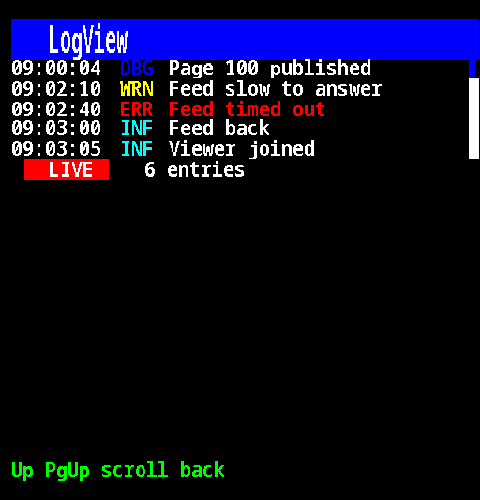 LogView
09:00:04 DBG Page 100 published
09:02:10 WRN Feed slow to answer
09:02:40 ERR Feed timed out
09:03:00 INF Feed back
09:03:05 INF Viewer joined
LIVE 6 entries
Up PgUp scroll back